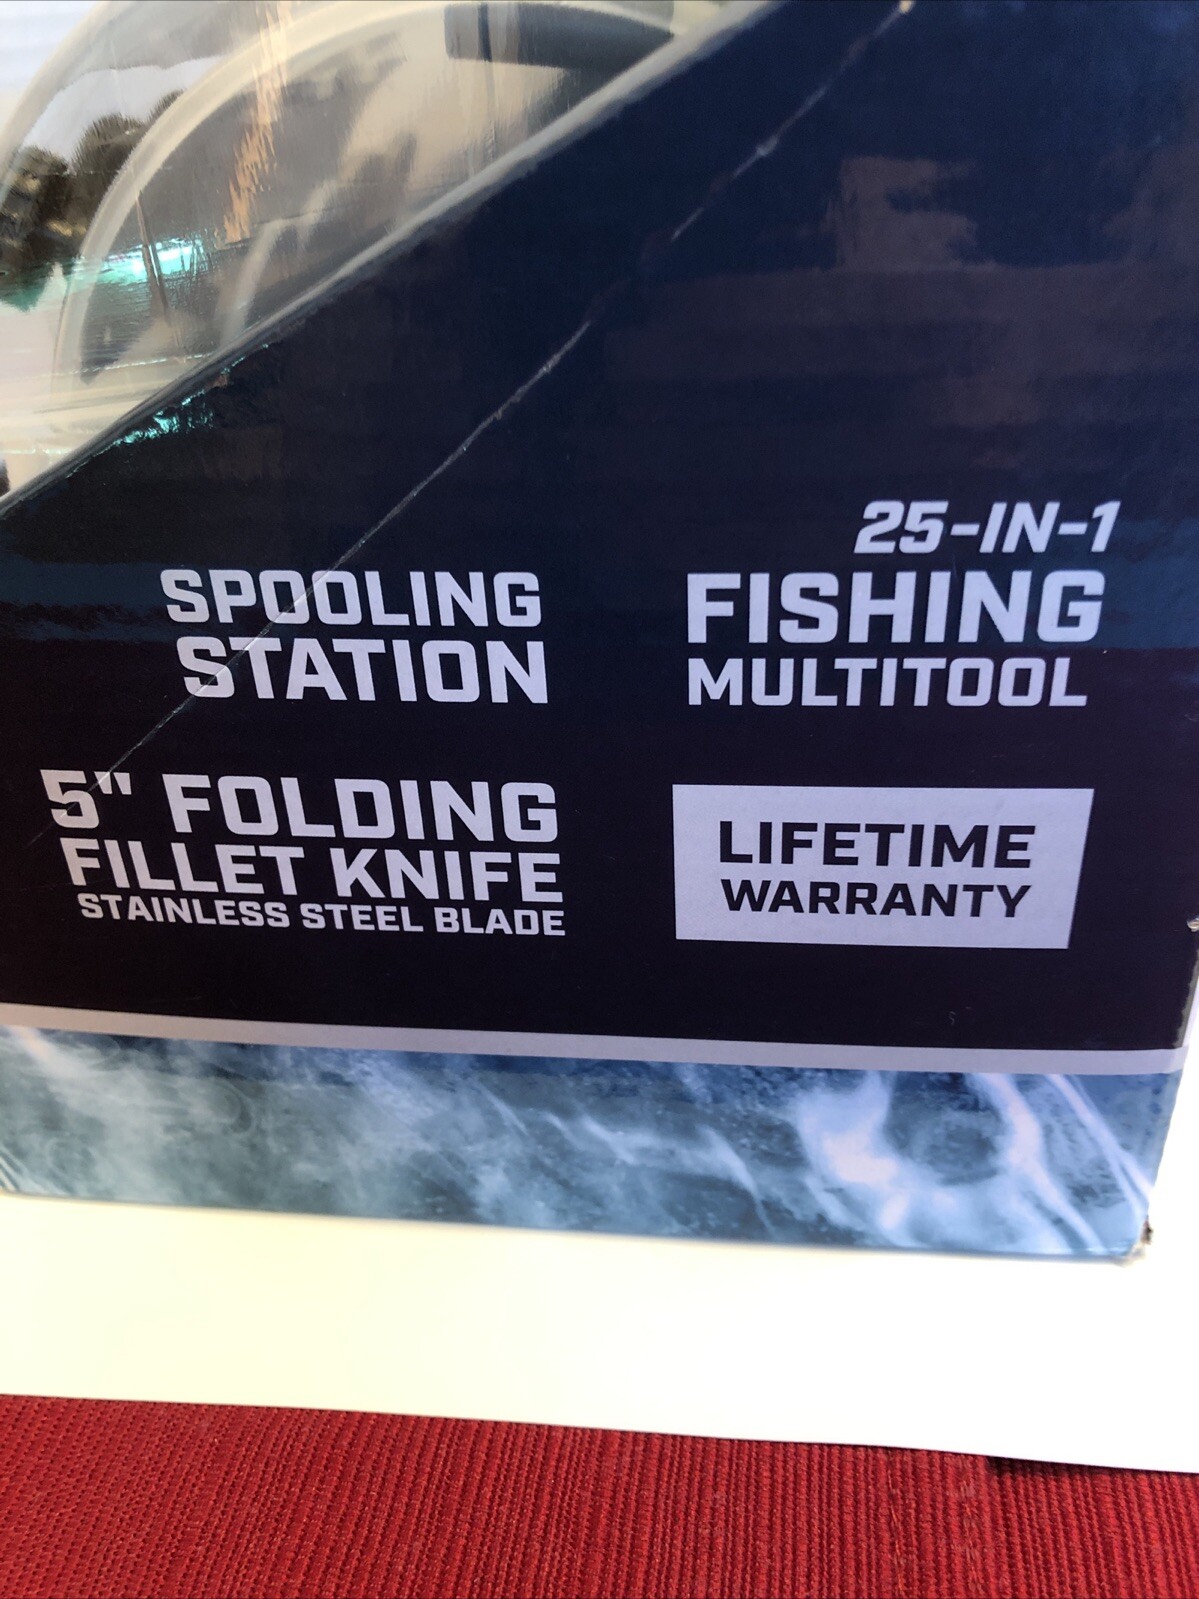 SPOOLING
STATION
25-IN-1
FISHING
MULTITOOL
5" FOLDING
FILLET KNIFE
STAINLESS STEEL BLADE
LIFETIME
WARRANTY